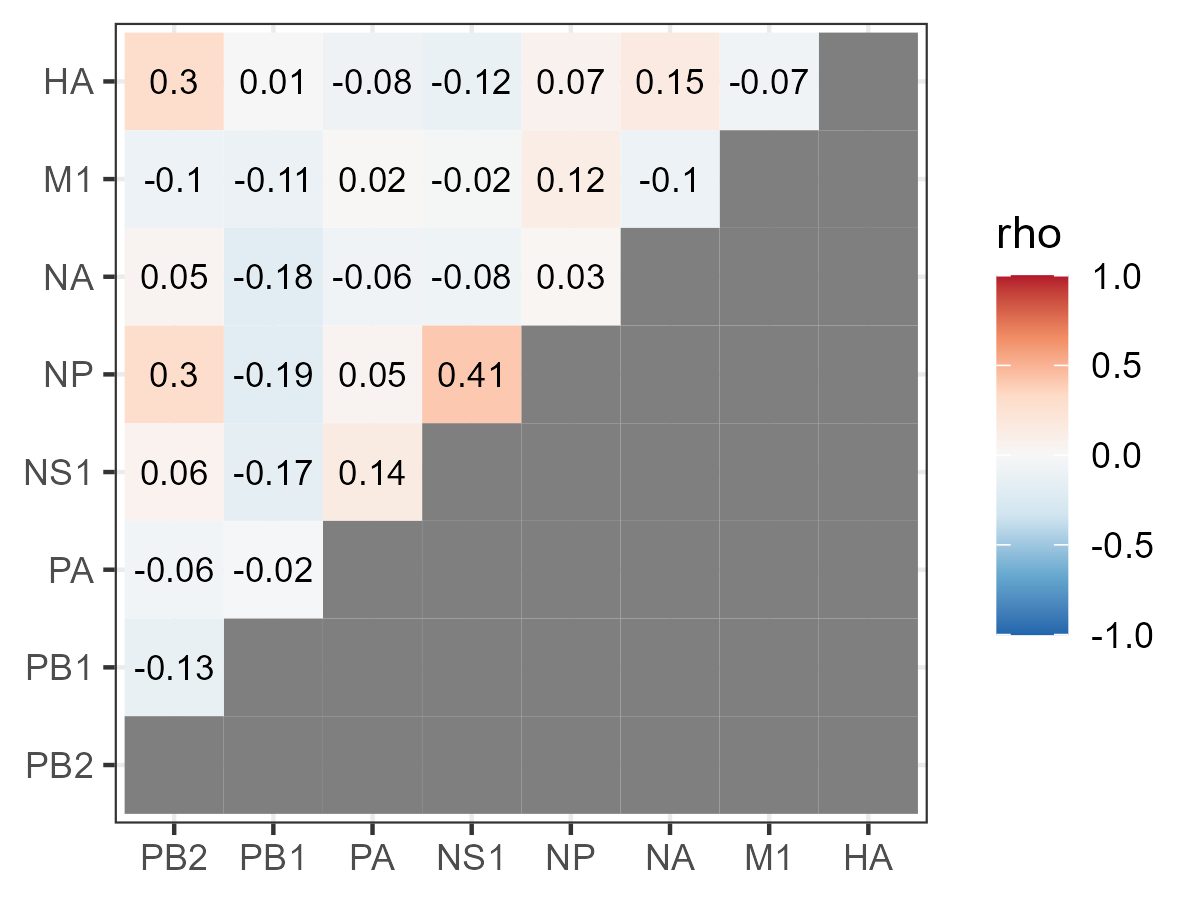 HA 0.3 0.01 -0.08 -0.12 0.07 0.15 -0.07
M1 -0.1 -0.11 0.02 -0.02 0.12 -0.1
NA 0.05 -0.18 -0.06 -0.08 0.03
NP 0.3 -0.19 0.05 0.41
NS1 0.06 -0.17 0.14
PA -0.06 -0.02
PB1 -0.13
PB2
PB2 PB1 PA NS1 NP NA M1 HA
rho
1.0
0.5
0.0
-0.5
-1.0